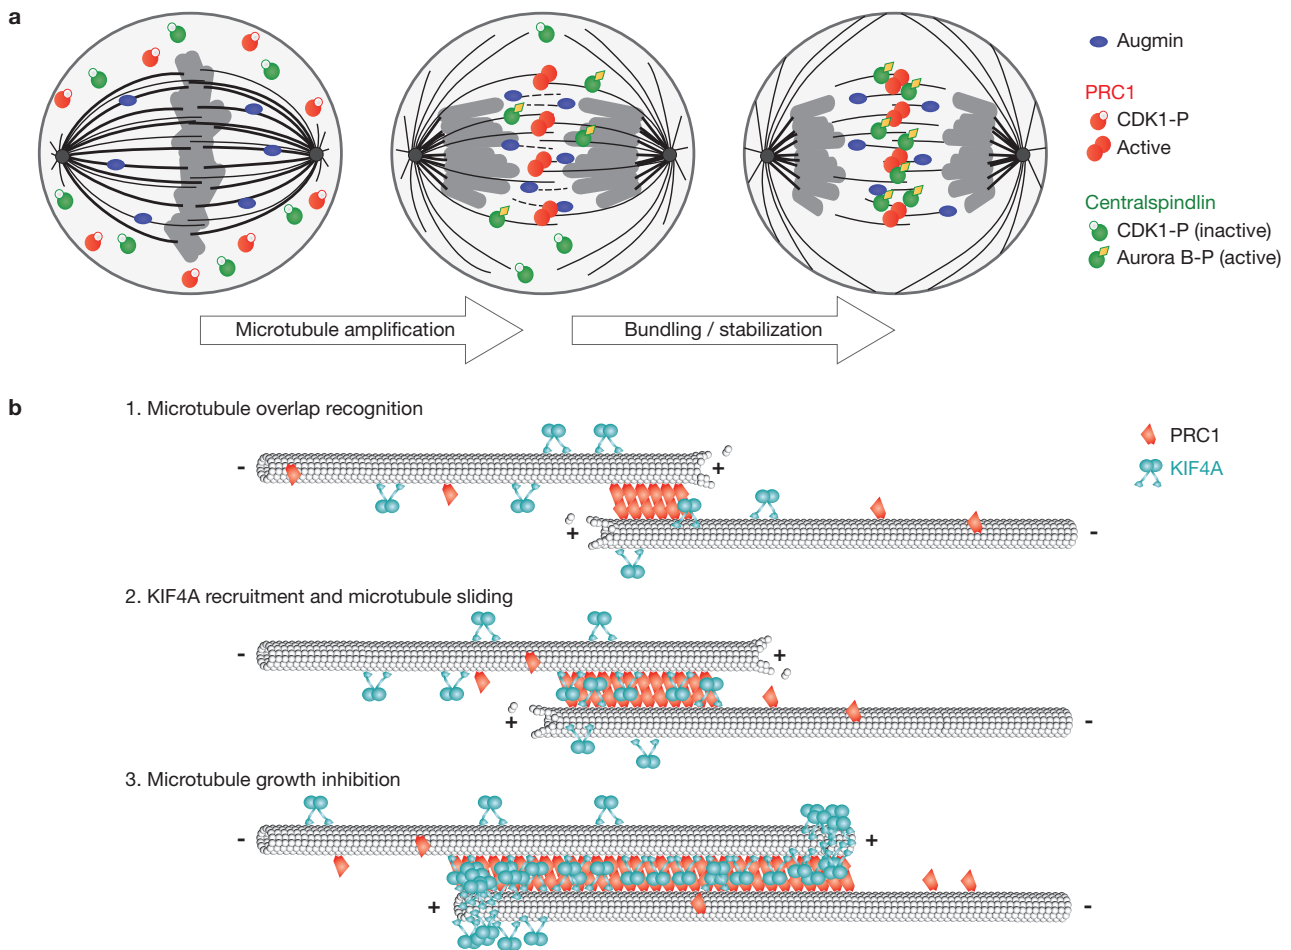 a
Augmin
PRC1
CDK1-P
Active
Centralspindlin
CDK1-P (inactive)
Aurora B-P (active)
Microtubule amplification
Bundling / stabilization
b
1. Microtubule overlap recognition
PRC1
KIF4A
- +
+ -
2. KIF4A recruitment and microtubule sliding
- +
+ -
3. Microtubule growth inhibition
- +
+ -